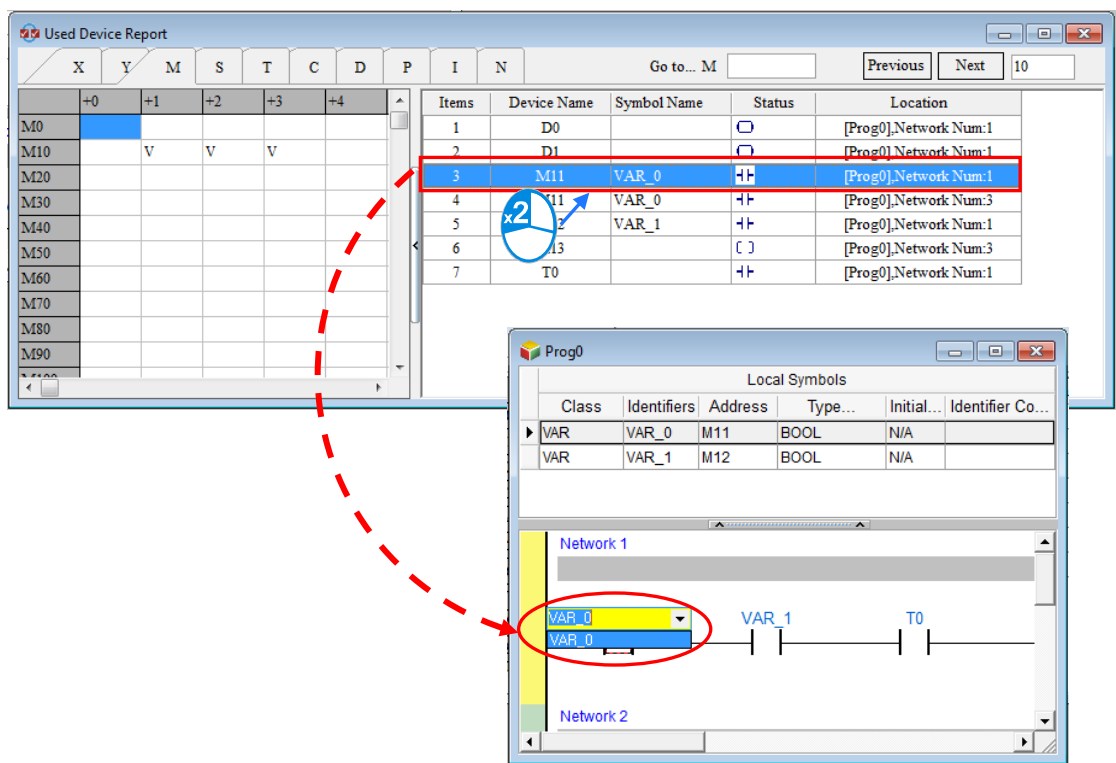 Used Device Report
X Y M S T C D P I N Go to... M Previous Next 10
+0 +1 +2 +3 +4
M0
M10 V V V
M20
M30
M40
M50
M60
M70
M80
M90
Items Device Name Symbol Name Status Location
1 D0 [Prog0],Network Num:1
2 D1 [Prog0],Network Num:1
3 M11 VAR_0 [Prog0],Network Num:1
4 VAR_0 [Prog0],Network Num:3
5 VAR_1 [Prog0],Network Num:1
6 [Prog0],Network Num:3
7 T0 [Prog0],Network Num:1
x2
Prog0
Local Symbols
Class Identifiers Address Type... Initial... Identifier Co...
VAR VAR_0 M11 BOOL N/A
VAR VAR_1 M12 BOOL N/A
Network 1
VAR_0 VAR_1 T0
VAR_0
Network 2